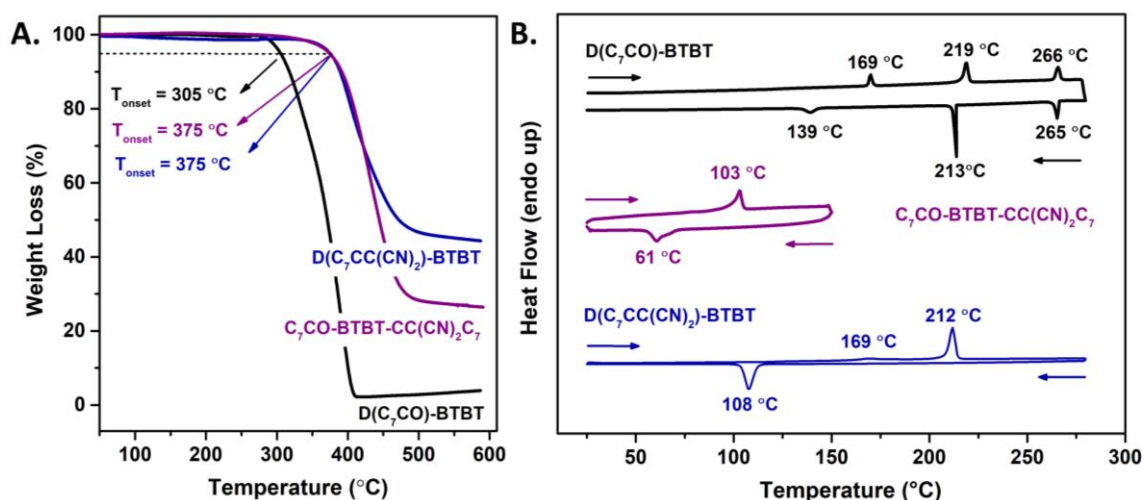 A.
100
80
60
40
20
0
Weight Loss (%)
T_onset = 305 °C
T_onset = 375 °C
T_onset = 375 °C
D(C₇CC(CN)₂)-BTBT
C₇CO-BTBT-CC(CN)₂C₇
D(C₇CO)-BTBT
100 200 300 400 500 600
Temperature (°C)
B.
Heat Flow (endo up)
D(C₇CO)-BTBT
169 °C
219 °C
266 °C
139 °C
213°C
265 °C
103 °C
C₇CO-BTBT-CC(CN)₂C₇
61 °C
D(C₇CC(CN)₂)-BTBT
169 °C
212 °C
108 °C
50 100 150 200 250 300
Temperature (°C)